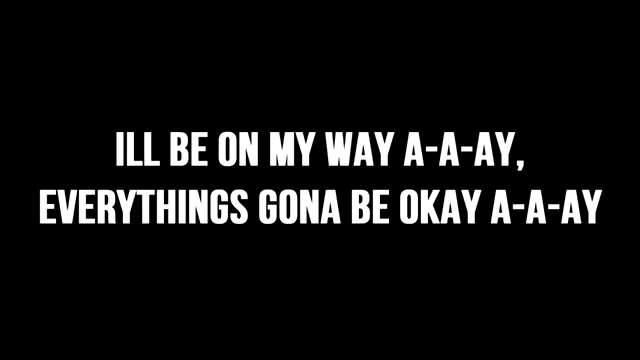 ILL BE ON MY WAY A-A-AY,
EVERYTHINGS GONA BE OKAY A-A-AY